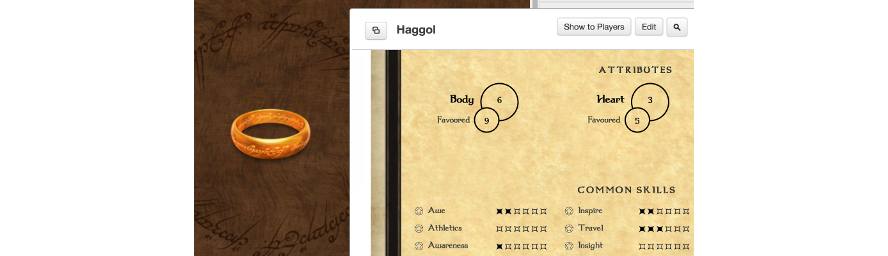 Haggol
Show to Players
Edit
ATTRIBUTES
Body 6
Heart 3
Favoured 9
Favoured 5
COMMON SKILLS
Awe
Inspire
Athletics
Travel
Awareness
Insight